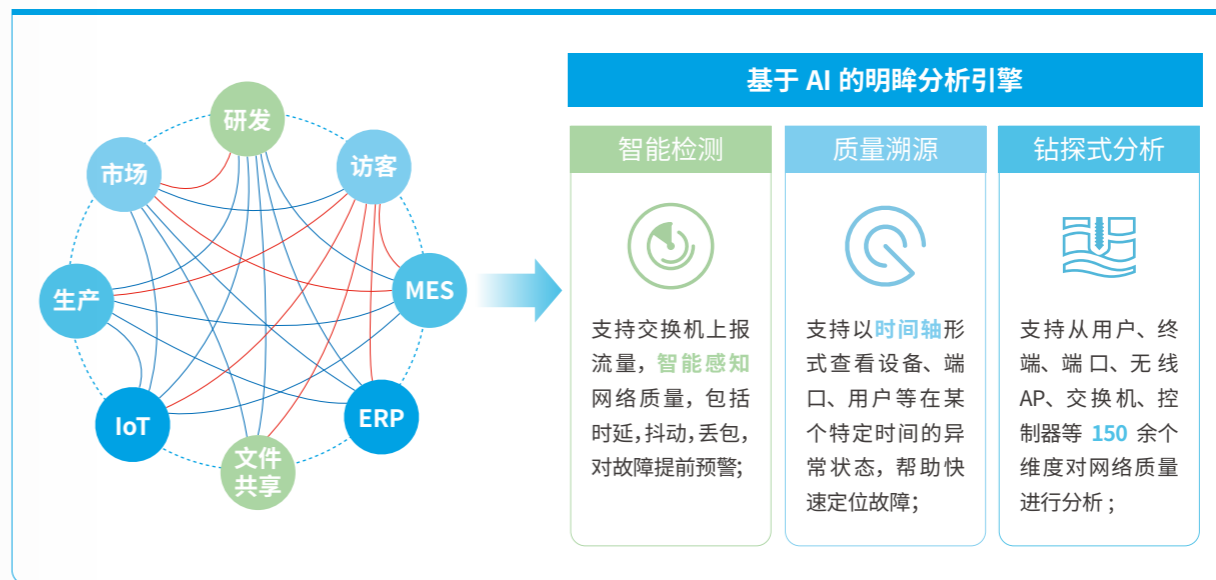 研发
市场
访客
生产
MES
IoT
ERP
文件
共享
基于 AI 的明眸分析引擎
智能检测
支持交换机上报
流量，智能感知
网络质量，包括
时延，抖动，丢包，
对故障提前预警；
质量溯源
支持以时间轴形
式查看设备、端
口、用户等在某
个特定时间的异
常状态，帮助快
速定位故障；
钻探式分析
支持从用户、终
端、端口、无线
AP、交换机、控
制器等 150 余个
维度对网络质量
进行分析；